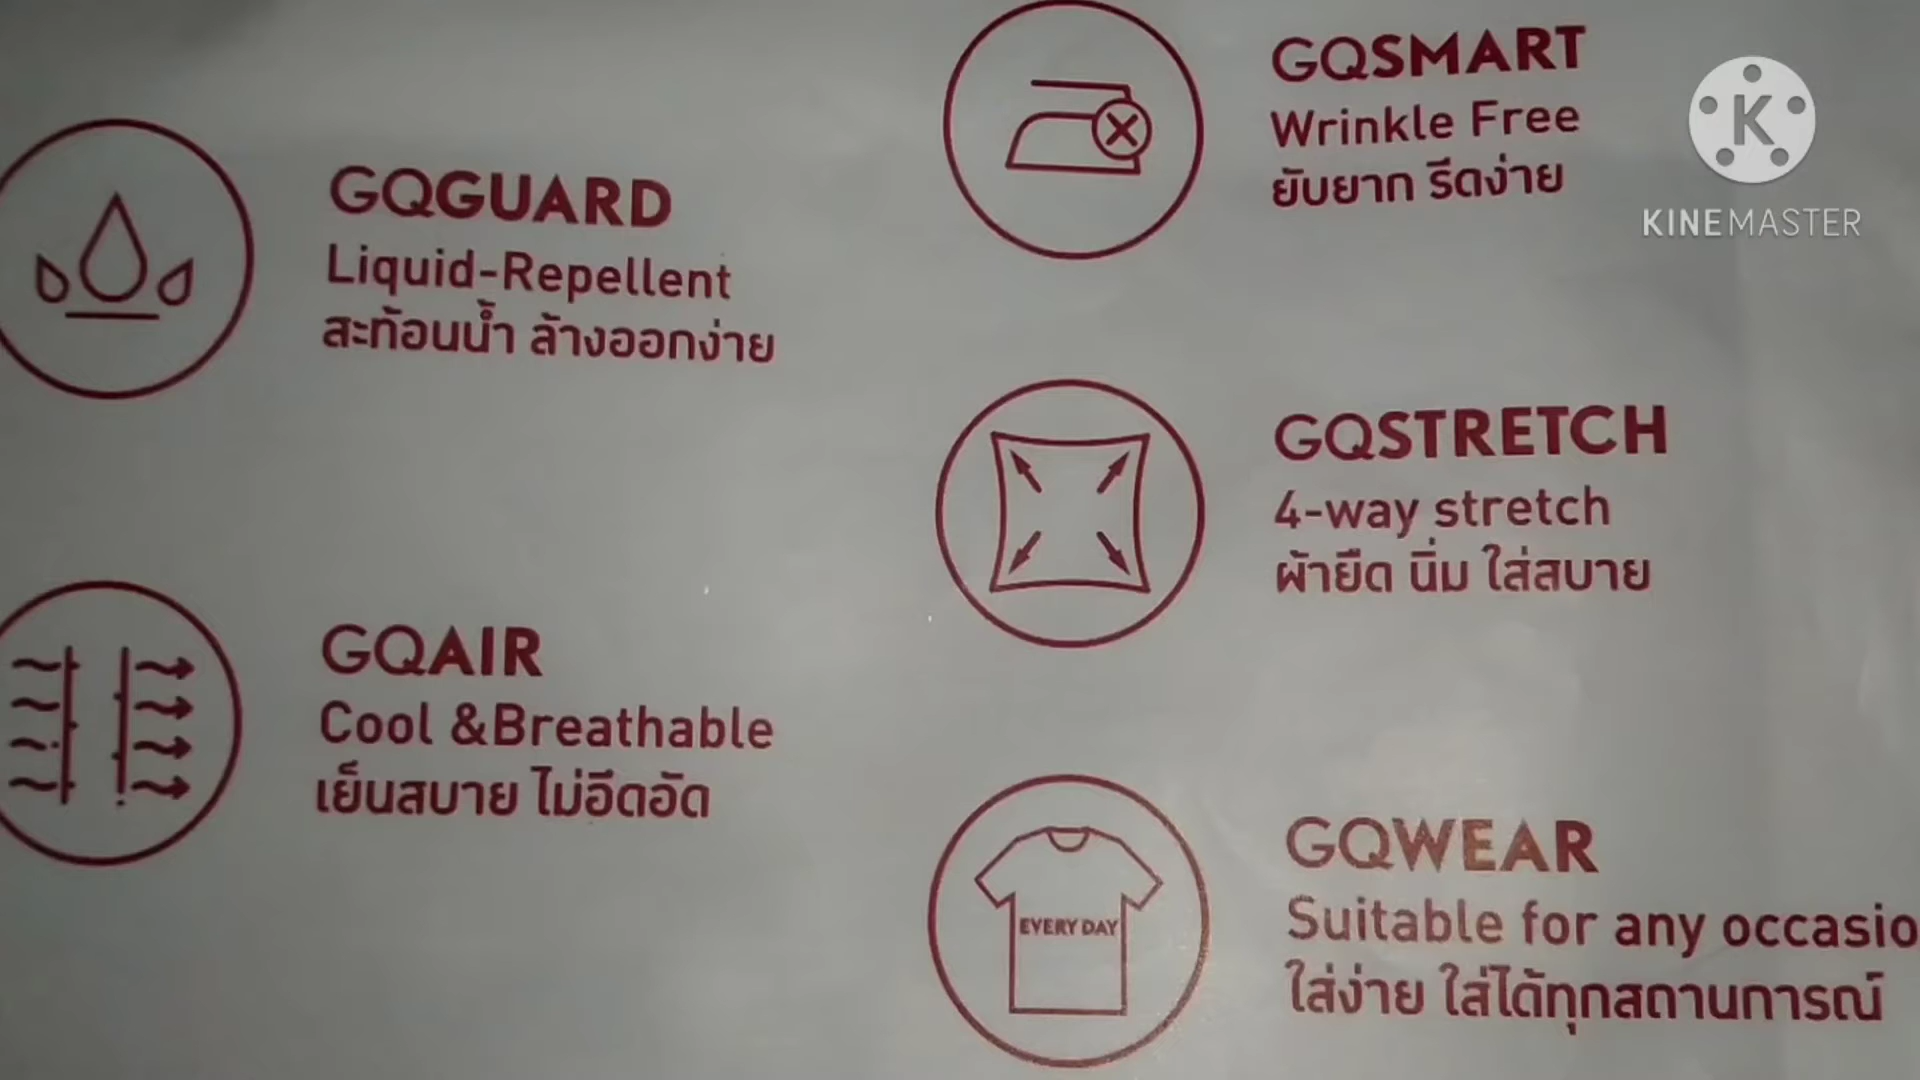 GQGUARD
Liquid-Repellent
สะท้อนน้ำ ล้างออกง่าย
GQAIR
Cool &Breathable
เย็นสบาย ไม่อึดอัด
GQSMART
Wrinkle Free
ยับยาก รีดง่าย
GQSTRETCH
4-way stretch
ผ้ายืด นิ่ม ใส่สบาย
EVERY DAY
GQWEAR
Suitable for any occasio
ใส่ง่าย ใส่ได้ทุกสถานการณ์
K
KINEMASTER